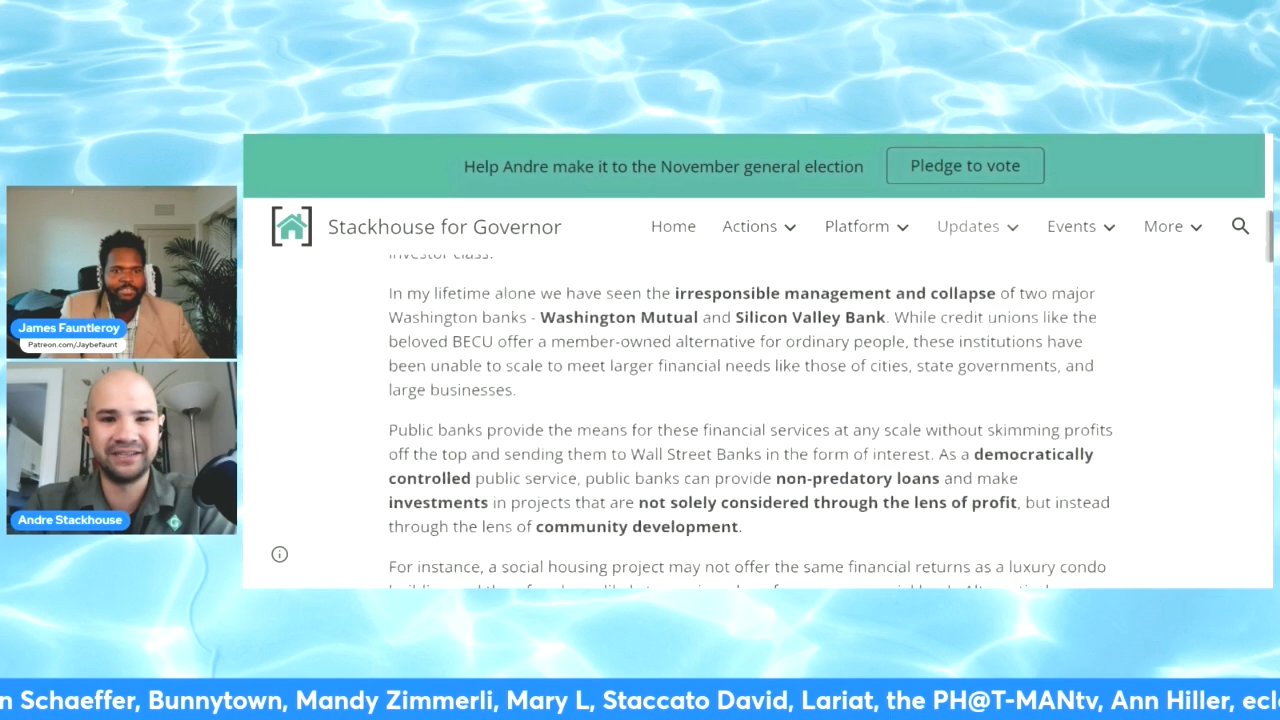 Help Andre make it to the November general election
Pledge to vote
Stackhouse for Governor
Home
Actions
Platform
Updates
Events
More
investor class.
In my lifetime alone we have seen the irresponsible management and collapse of two major
Washington banks - Washington Mutual and Silicon Valley Bank. While credit unions like the
beloved BECU offer a member-owned alternative for ordinary people, these institutions have
been unable to scale to meet larger financial needs like those of cities, state governments, and
large businesses.
Public banks provide the means for these financial services at any scale without skimming profits
off the top and sending them to Wall Street Banks in the form of interest. As a democratically
controlled public service, public banks can provide non-predatory loans and make
investments in projects that are not solely considered through the lens of profit, but instead
through the lens of community development.
For instance, a social housing project may not offer the same financial returns as a luxury condo
James Fauntleroy
Patreon.com/Jaybefaunt
Andre Stackhouse
n Schaeffer, Bunnytown, Mandy Zimmerli, Mary L, Staccato David, Lariat, the PH@T-MANtv, Ann Hiller, ecl